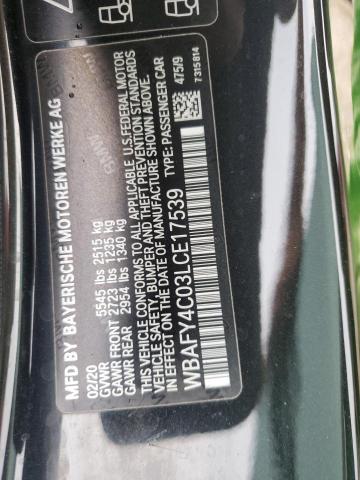 MFD BY BAYERISCHE MOTOREN WERKE AG
02/20
GVWR 5545 lbs 2515 kg
GAWR FRONT 2723 lbs 1235 kg
GAWR REAR 2954 lbs 1340 kg
THIS VEHICLE CONFORMS TO ALL APPLICABLE U.S. FEDERAL MOTOR
VEHICLE SAFETY, BUMPER AND THEFT PREVENTION STANDARDS
IN EFFECT ON THE DATE OF MANUFACTURE SHOWN ABOVE.
TYPE: PASSENGER CAR
WBAFY4C03LCE17539
475/9
7315814